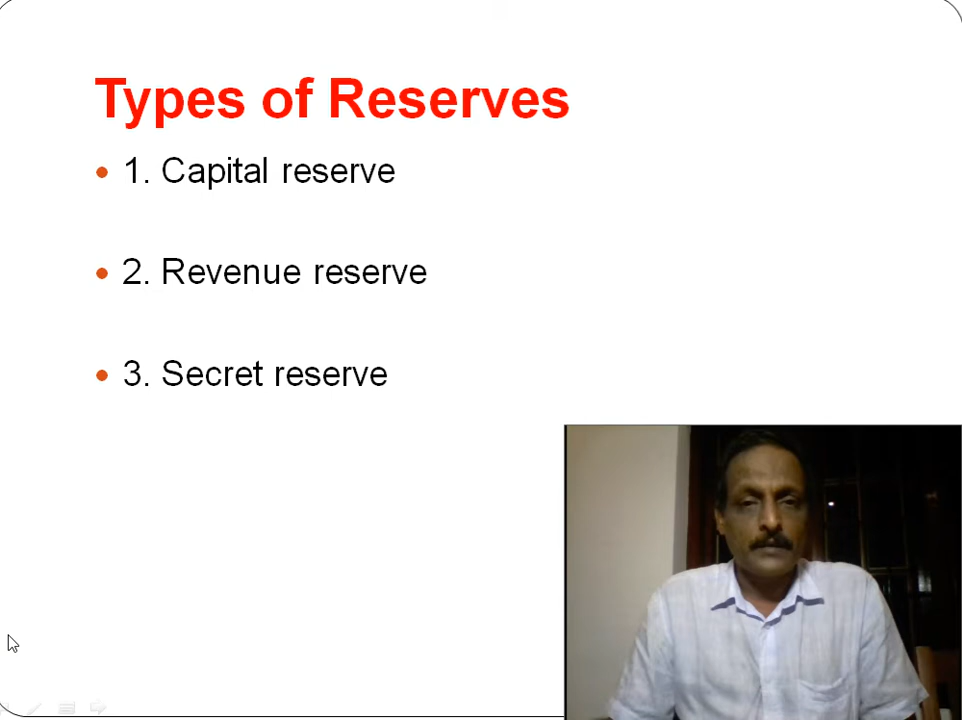 Types of Reserves
1. Capital reserve
2. Revenue reserve
3. Secret reserve